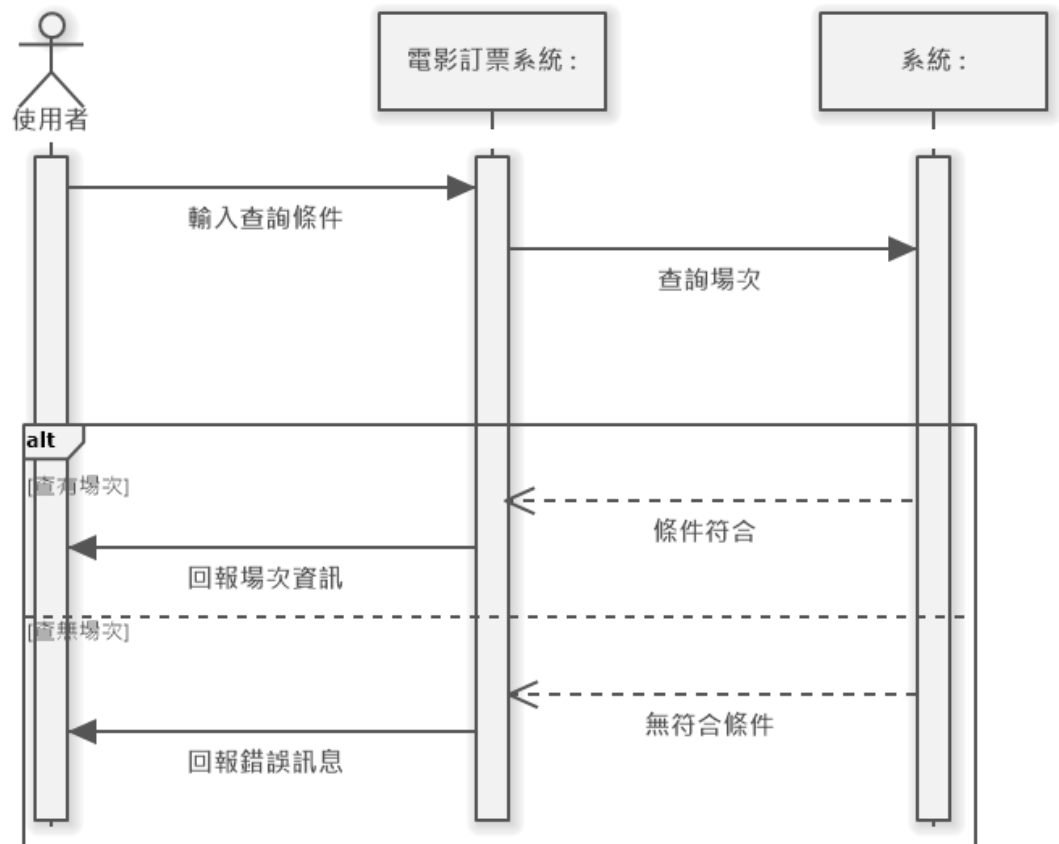 使用者
電影訂票系統 :
系統 :
輸入查詢條件
查詢場次
alt
[查有場次]
條件符合
回報場次資訊
[查無場次]
無符合條件
回報錯誤訊息